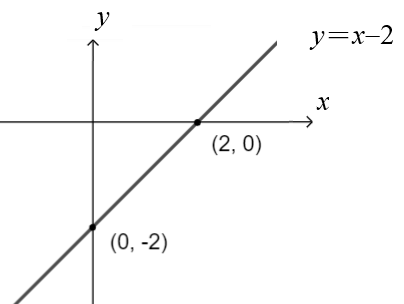 y
y=x–2
x
(2, 0)
(0, -2)